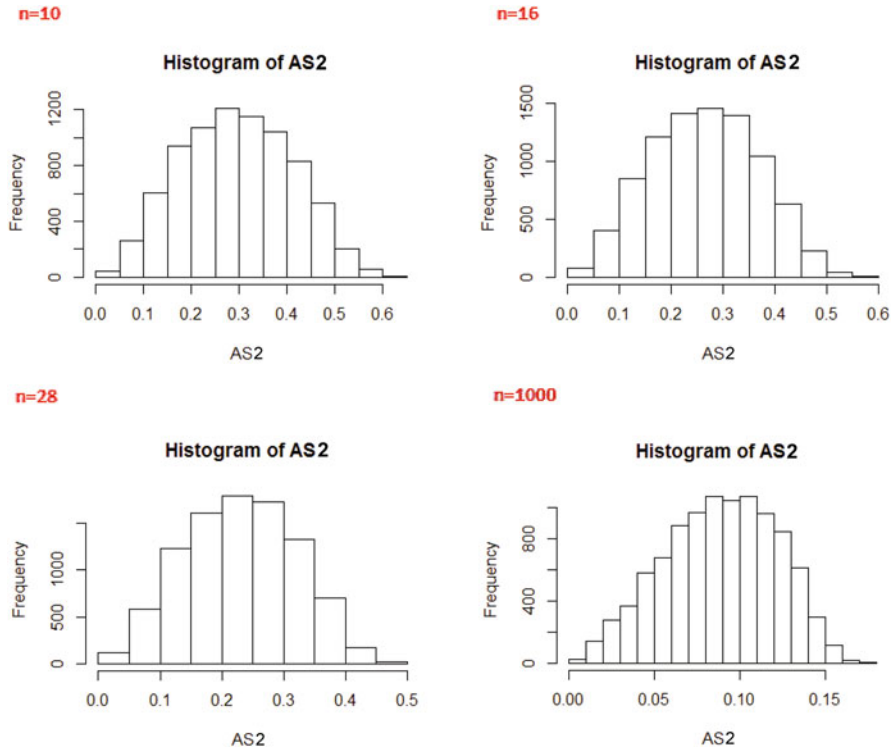 n=10
Histogram of AS2
Frequency
0 400 800 1200
0.0 0.1 0.2 0.3 0.4 0.5 0.6
AS2
n=16
Histogram of AS2
Frequency
0 500 1000 1500
0.0 0.1 0.2 0.3 0.4 0.5 0.6
AS2
n=28
Histogram of AS2
Frequency
0 500 1000
0.0 0.1 0.2 0.3 0.4 0.5
AS2
n=1000
Histogram of AS2
Frequency
0 400 800
0.00 0.05 0.10 0.15
AS2